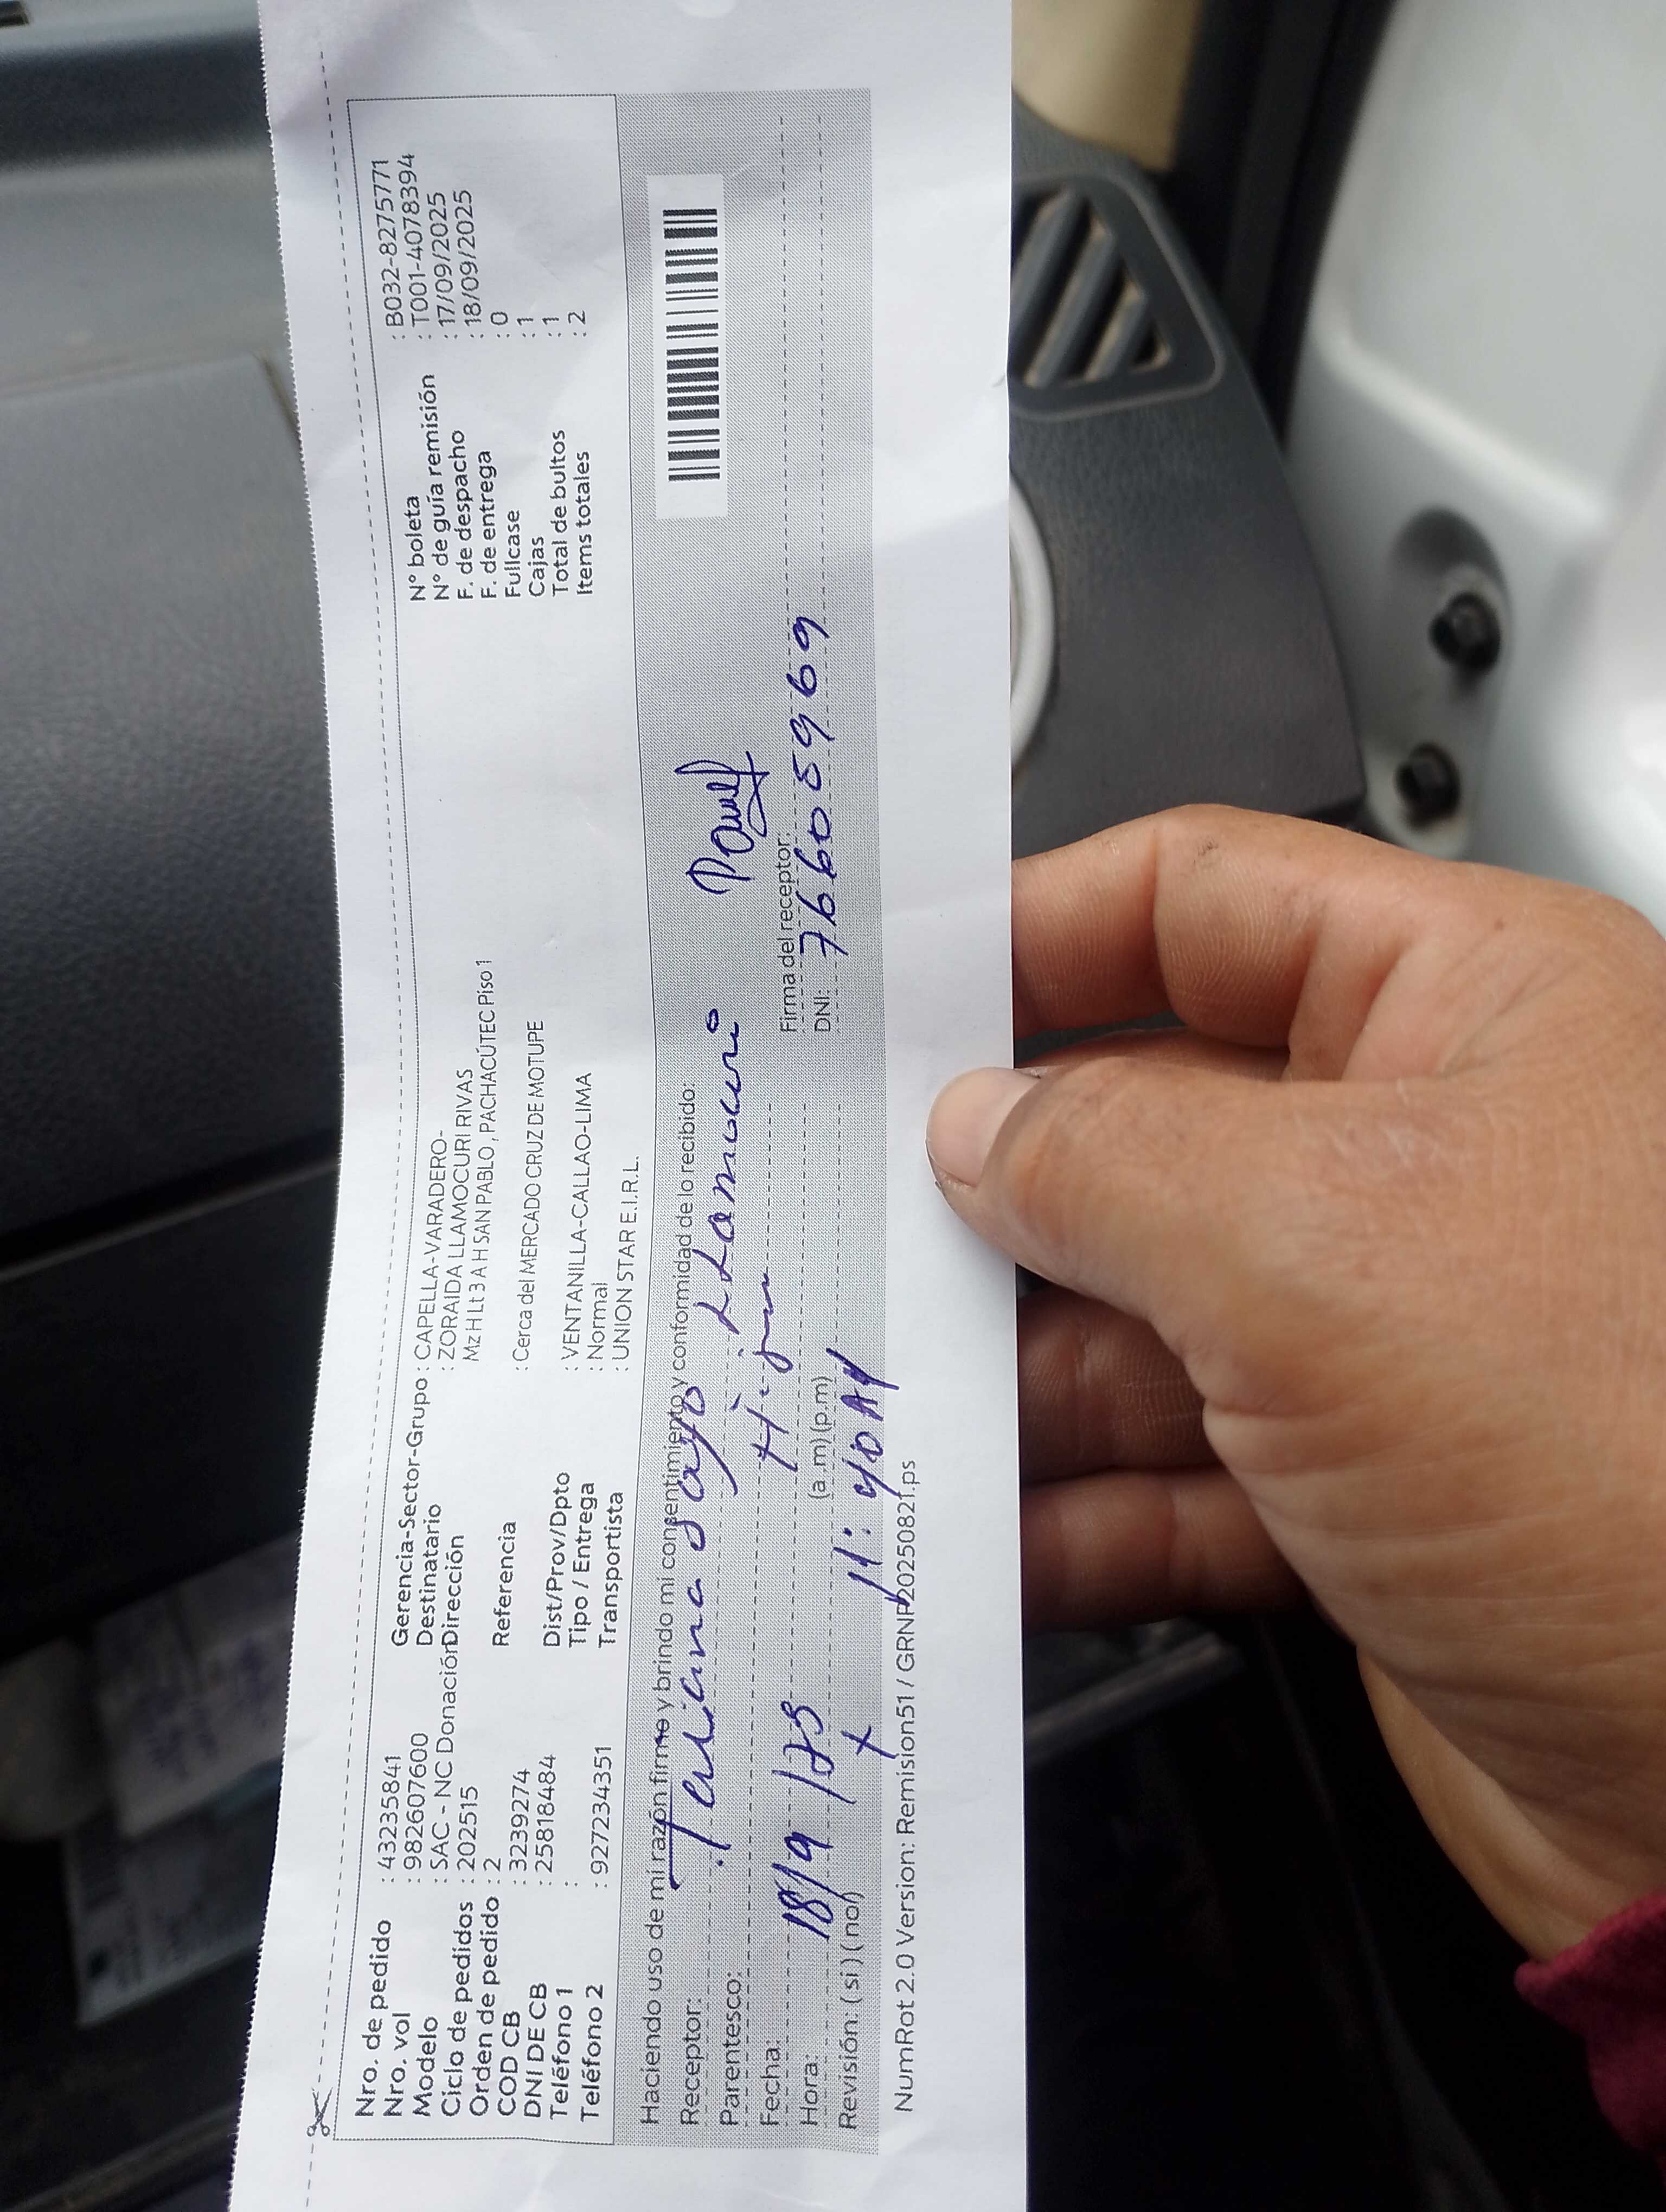 Nro. de pedido : 43235841
Nro. vol : 982607600
Modelo : SAC - NC Donación
Ciclo de pedidos : 202515
Orden de pedido : 2
COD CB : 3239274
DNI DE CB : 25818484
Teléfono 1 :
Teléfono 2 : 927234351
Gerencia-Sector-Grupo : CAPELLA-VARADERO-
Destinatario : ZORAIDA LLAMOCURI RIVAS
Dirección Mz H Lt 3 A H SAN PABLO , PACHACÚTEC Piso 1
Referencia : Cerca del MERCADO CRUZ DE MOTUPE
Dist/Prov/Dpto : VENTANILLA-CALLAO-LIMA
Tipo / Entrega : Normal
Transportista : UNION STAR E.I.R.L.
N° boleta : B032-8275771
N° de guía remisión : T001-4078394
F. de despacho : 17/09/2025
F. de entrega : 18/09/2025
Fullcase : 0
Cajas : 1
Total de bultos : 1
Items totales : 2
Haciendo uso de mi razón firmo y brindo mi consentimiento y conformidad de lo recibido:
Receptor:
Parentesco:
Fecha: 18/9/25
Hora: (a.m) (p.m) 11:40 AM
Revisión: (si) (no) X
Firma del receptor:
DNI: 76605969
NumRot 2.0 Version: Remision51 / GRNP20250821.ps